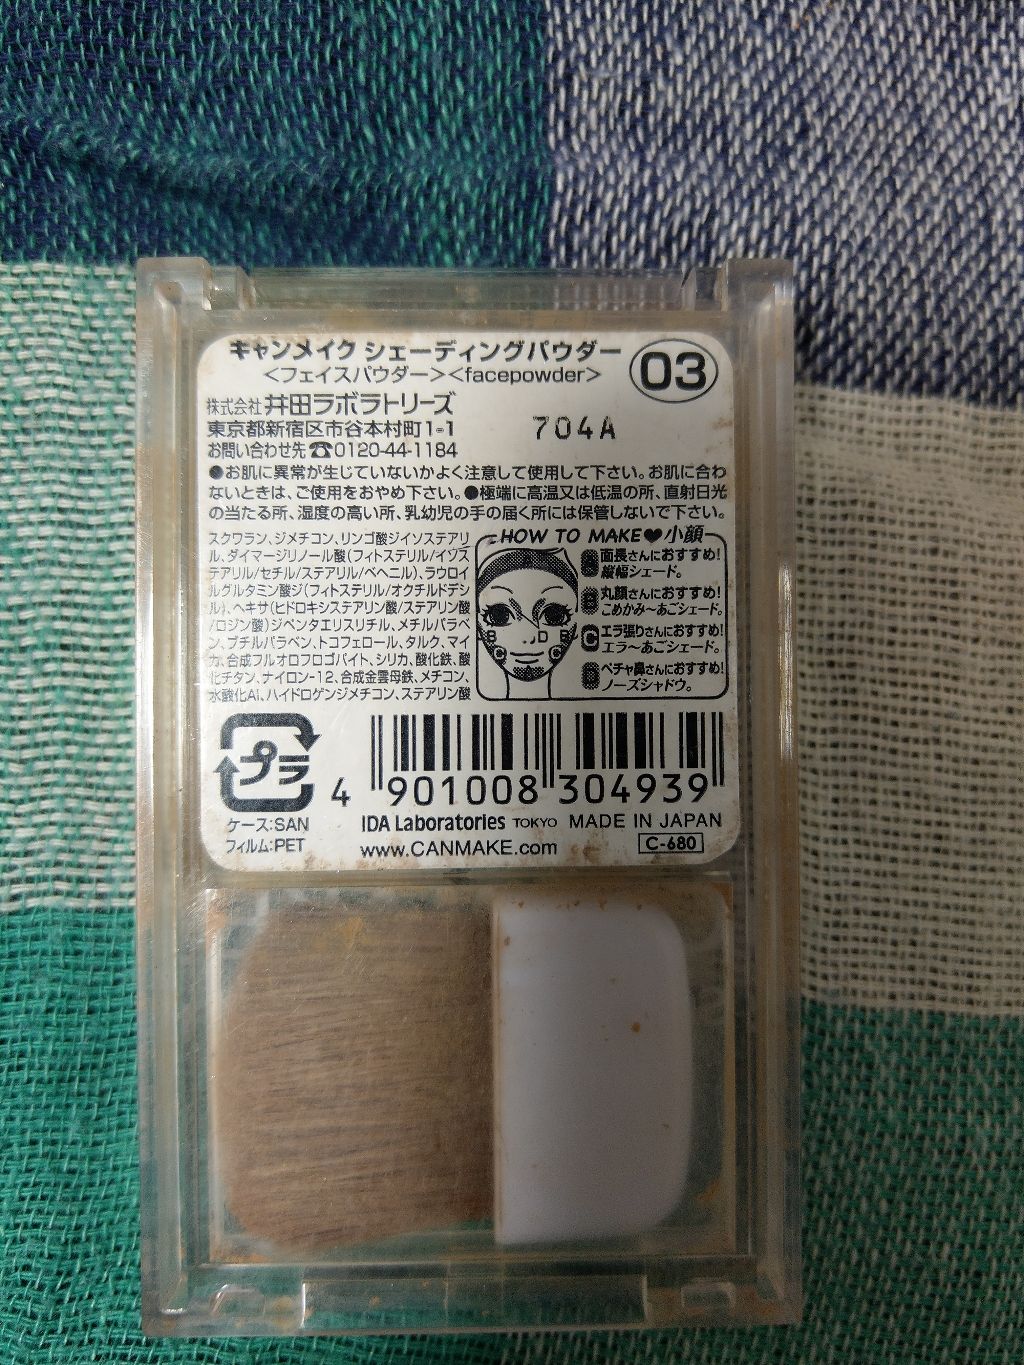 キャンメイク シェーディングパウダー 03
<フェイスパウダー><facepowder>
株式会社 井田ラボラトリーズ
東京都新宿区市谷本村町1-1
704A
お問い合わせ先☎0120-44-1184
●お肌に異常が生じていないかよく注意して使用して下さい。お肌に合わ
ないときは、ご使用をおやめ下さい。●極端に高温又は低温の所、直射日光
の当たる所、湿度の高い所、乳幼児の手の届く所には保管しないで下さい。
スクワラン、ジメチコン、リンゴ酸ジイソステアリ
ル、ダイマージリノール酸(フィトステリル/イソス
テアリル/セチル/ステアリル/ベヘニル)、ラウロイ
ルグルタミン酸ジ(フィトステリル/オクチルドデシ
ル)、ヘキサ(ヒドロキシステアリン酸/ステアリン酸
/ロジン酸)ジペンタエリスリチル、メチルパラベ
ン、ブチルパラベン、トコフェロール、タルク、マイ
カ、合成フルオロフロゴパイト、シリカ、酸化鉄、酸
化チタン、ナイロン-12、合成金雲母鉄、メチコン、
水酸化Al、ハイドロゲンジメチコン、ステアリン酸
HOW TO MAKE♥小顔
A 面長さんにおすすめ!
縦幅シェード。
B 丸顔さんにおすすめ!
こめかみ〜あごシェード。
C エラ張りさんにおすすめ!
エラ〜あごシェード。
D ペチャ鼻さんにおすすめ!
ノーズシャドウ。
B D B
C C
プラ
ケース:SAN
フィルム:PET
4 901008 304939
IDA Laboratories TOKYO MADE IN JAPAN
www.CANMAKE.com C-680